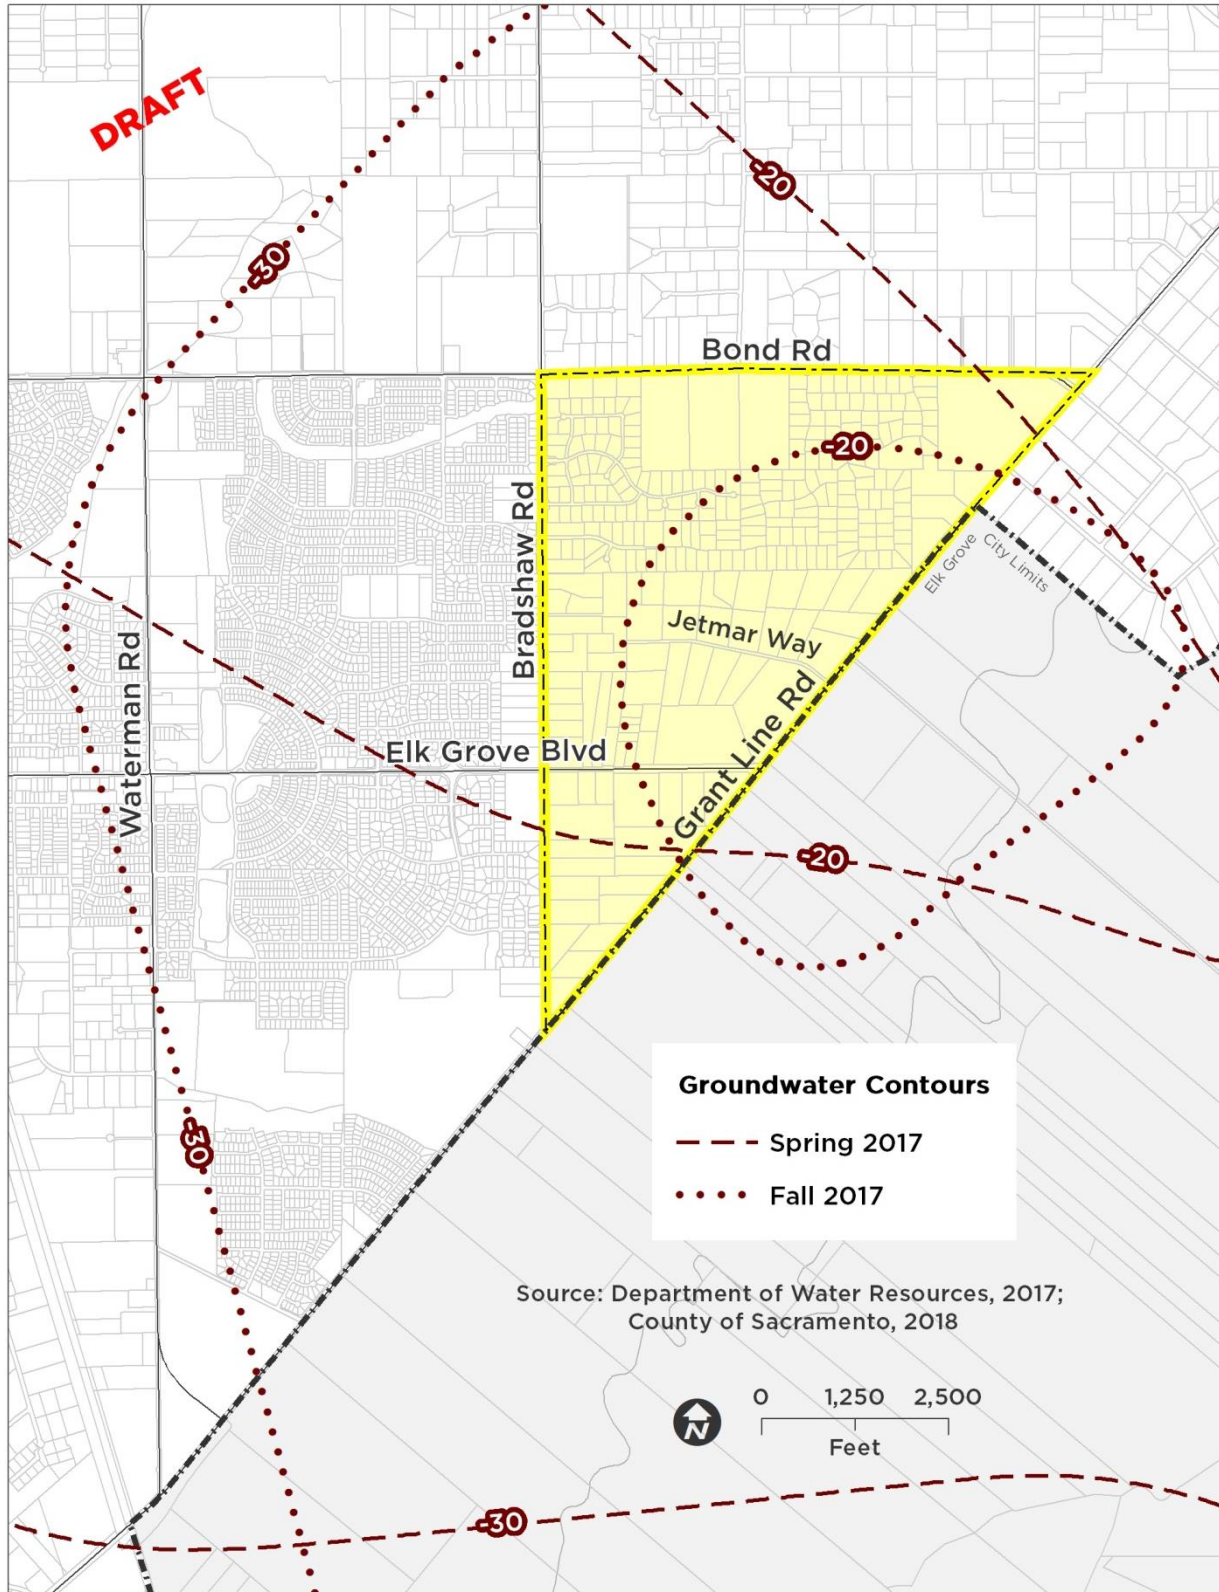 DRAFT
-20
-30
Bond Rd
-20
Bradshaw Rd
Elk Grove
City Limits
Jetmar Way
Waterman Rd
Grant Line Rd
Elk Grove Blvd
-20
Groundwater Contours
Spring 2017
Fall 2017
-30
Source: Department of Water Resources, 2017;
County of Sacramento, 2018
N
0 1,250 2,500
Feet
-30